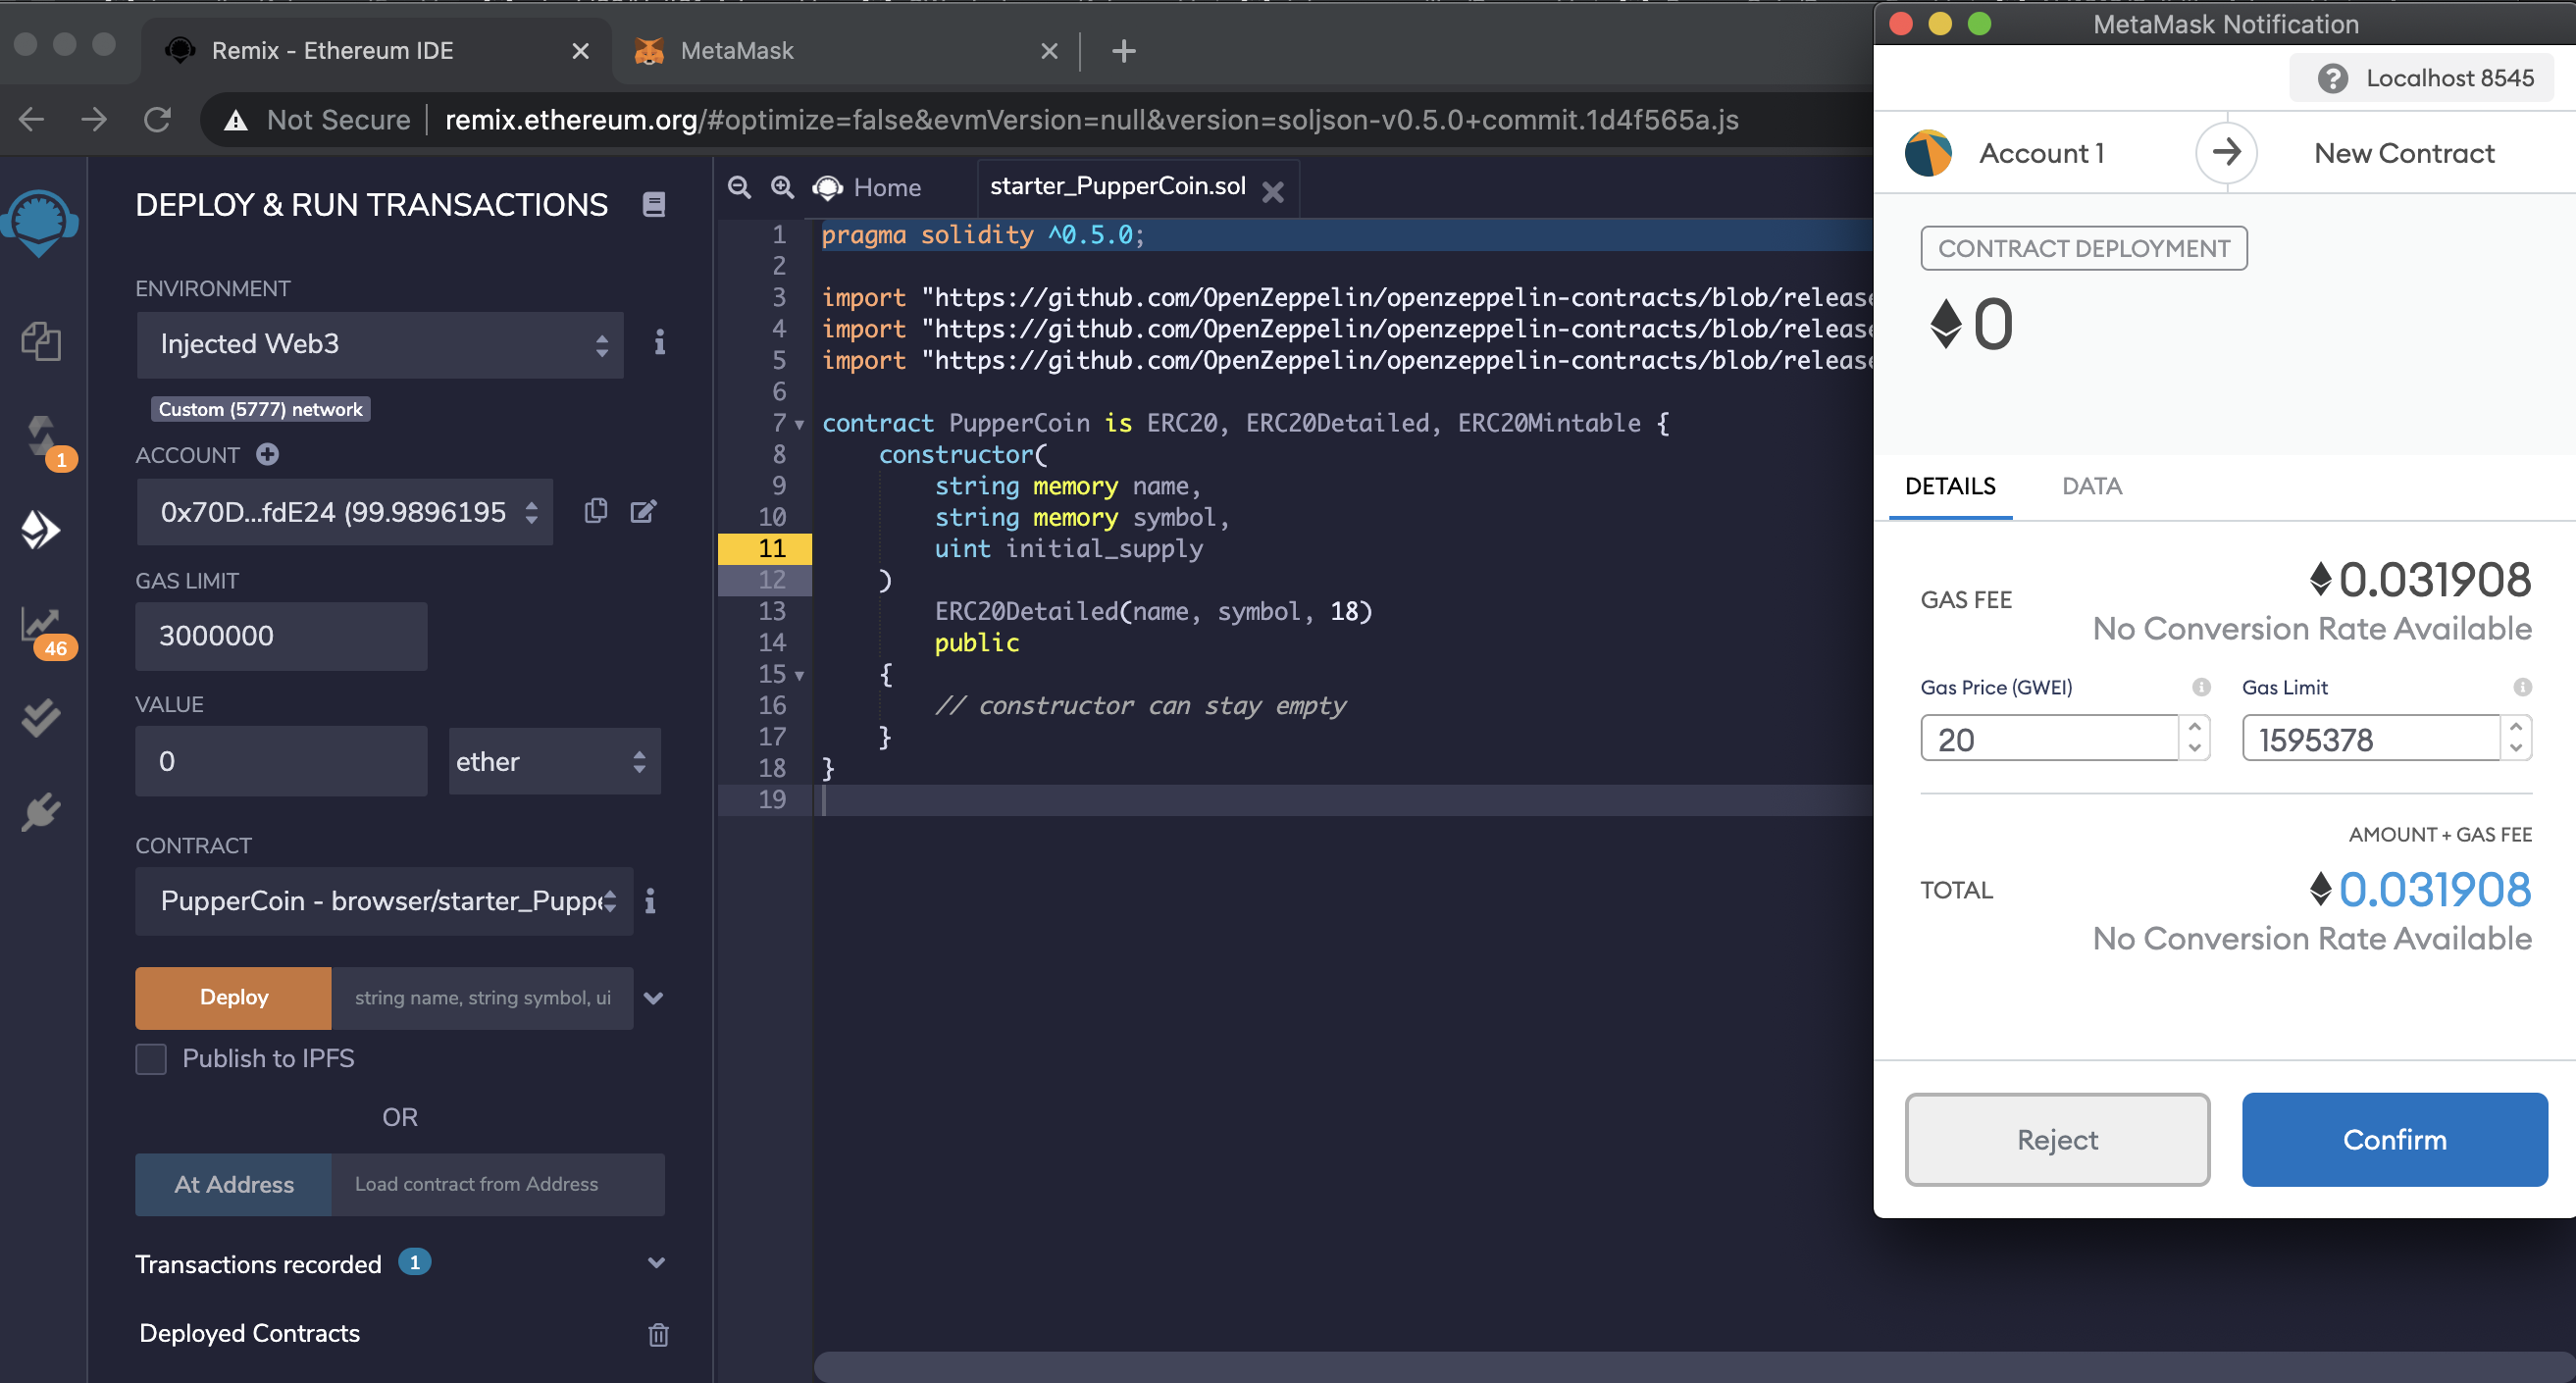 Remix - Ethereum IDE
MetaMask
Not Secure
remix.ethereum.org/#optimize=false&evmVersion=null&version=soljson-v0.5.0+commit.1d4f565a.js
DEPLOY & RUN TRANSACTIONS
ENVIRONMENT
Injected Web3
Custom (5777) network
ACCOUNT
0x70D...fdE24 (99.9896195
GAS LIMIT
3000000
VALUE
0
ether
CONTRACT
PupperCoin - browser/starter_Puppe
Deploy
string name, string symbol, ui
Publish to IPFS
OR
At Address
Load contract from Address
Transactions recorded 1
Deployed Contracts
1
46
Home
starter_PupperCoin.sol
1 pragma solidity ^0.5.0;
2
3 import "https://github.com/OpenZeppelin/openzeppelin-contracts/blob/release
4 import "https://github.com/OpenZeppelin/openzeppelin-contracts/blob/release
5 import "https://github.com/OpenZeppelin/openzeppelin-contracts/blob/release
6
7 contract PupperCoin is ERC20, ERC20Detailed, ERC20Mintable {
8 constructor(
9 string memory name,
10 string memory symbol,
11 uint initial_supply
12 )
13 ERC20Detailed(name, symbol, 18)
14 public
15 {
16 // constructor can stay empty
17 }
18 }
19
MetaMask Notification
Localhost 8545
Account 1
New Contract
CONTRACT DEPLOYMENT
0
DETAILS
DATA
GAS FEE
0.031908
No Conversion Rate Available
Gas Price (GWEI)
Gas Limit
20
1595378
AMOUNT + GAS FEE
TOTAL
0.031908
No Conversion Rate Available
Reject
Confirm